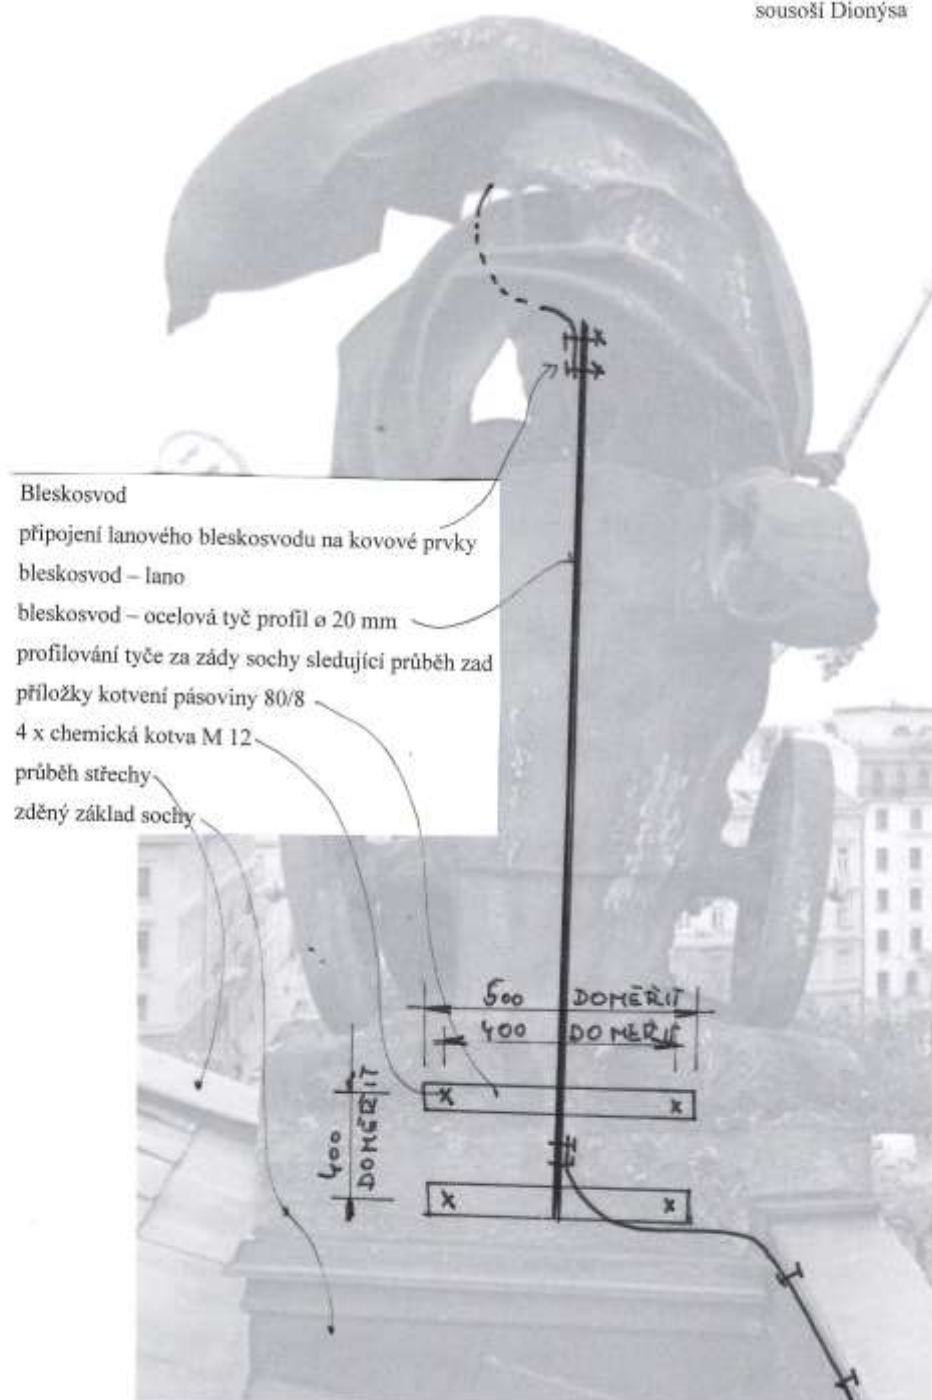 sousoší Dionýsa
Bleskosvod
připojení lanového bleskosvodu na kovové prvky
bleskosvod – lano
bleskosvod – ocelová tyč profil ø 20 mm
profilování tyče za zády sochy sledující průběh zad
příložky kotvení pásoviny 80/8
4 x chemická kotva M 12
průběh střechy
zděný základ sochy
500 DOMĚŘIT
400 DOMĚŘIT
400
DOMĚŘIT